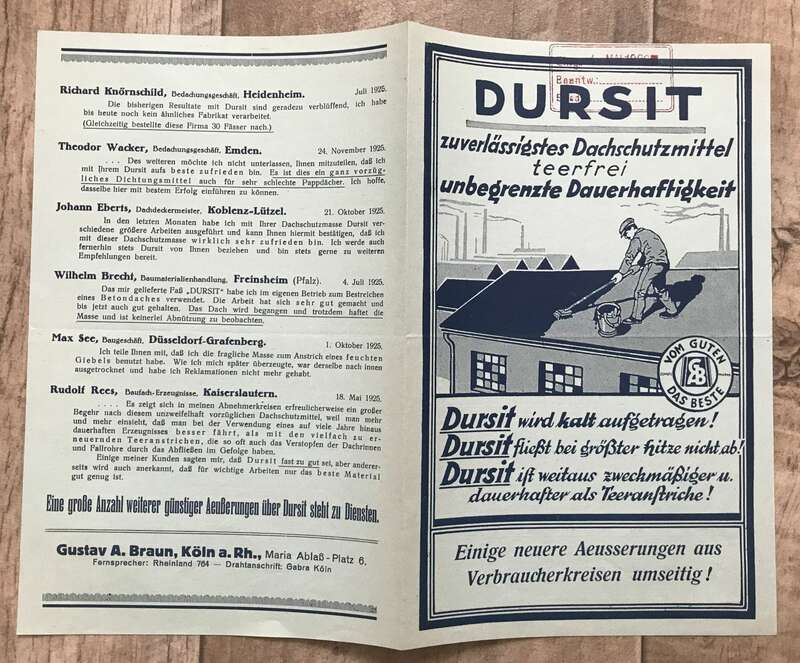 Richard Knörnschild, Bedachungsgeschäft, Heidenheim. Juli 1925.
Die bisherigen Resultate mit Dursit sind geradezu verblüffend, ich habe
bis heute noch kein ähnliches Fabrikat verarbeitet.
(Gleichzeitig bestellte diese Firma 30 Fässer nach.)
Theodor Wacker, Bedachungsgeschäft, Emden. 24. November 1925.
. . . Des weiteren möchte ich nicht unterlassen, Ihnen mitzuteilen, daß ich
mit Ihrem Dursit aufs beste zufrieden bin. Es ist dies ein ganz vorzüg-
liches Dichtungsmittel auch für sehr schlechte Pappdächer. Ich hoffe,
dasselbe hier mit bestem Erfolg einführen zu können.
Johann Eberts, Dachdeckermeister, Koblenz-Lützel. 21. Oktober 1925.
In den letzten Monaten habe ich mit Ihrer Dachschutzmasse Dursit ver-
schiedene größere Arbeiten ausgeführt und kann Ihnen hiermit bestätigen, daß ich
mit dieser Dachschutzmasse wirklich sehr zufrieden bin. Ich werde auch
fernerhin stets Dursit von Ihnen beziehen und bin stets gerne zu weiteren
Empfehlungen bereit.
Wilhelm Brecht, Baumaterialienhandlung, Freinsheim (Pfalz). 4. Juli 1925.
Das mir gelieferte Faß „DURSIT" habe ich im eigenen Betrieb zum Bestreichen
eines Betondaches verwendet. Die Arbeit hat sich sehr gut gemacht und
bis jetzt auch gut gehalten. Das Dach wird begangen und trotzdem haftet die
Masse und ist keinerlei Abnützung zu beobachten.
Max See, Baugeschäft, Düsseldorf-Grafenberg. 1. Oktober 1925.
Ich teile Ihnen mit, daß ich die fragliche Masse zum Anstrich eines feuchten
Giebels benutzt habe. Wie ich mich später überzeugte, war derselbe nach innen
ausgetrocknet und habe ich Reklamationen nicht mehr gehabt.
Rudolf Rees, Baufach-Erzeugnisse, Kaiserslautern. 18. Mai 1925.
. . . . Es zeigt sich in meinen Abnehmerkreisen erfreulicherweise ein großer
Begehr nach diesem unzweifelhaft vorzüglichen Dachschutzmittel, weil man mehr
und mehr einsieht, daß man bei der Verwendung eines auf viele Jahre hinaus
dauerhaften Erzeugnisses besser fährt, als mit den vielfach zu er-
neuernden Teeranstrichen, die so oft auch das Verstopfen der Dachrinnen
und Fallrohre durch das Abfließen im Gefolge haben.
Einige meiner Kunden sagten mir, daß Dursit fast zu gut sei, aber anderer-
seits wird auch anerkannt, daß für wichtige Arbeiten nur das beste Material
gut genug ist.
Eine große Anzahl weiterer günstiger Aeußerungen über Dursit steht zu Diensten.
Gustav A. Braun, Köln a. Rh., Maria Ablaß-Platz 6.
Fernsprecher: Rheinland 764 — Drahtanschrift: Gabra Köln
Beantw.:
DURSIT
zuverlässigstes Dachschutzmittel
teerfrei
unbegrenzte Dauerhaftigkeit
VOM GUTEN
DAS BESTE
Dursit wird kalt aufgetragen!
Dursit fließt bei größter Hitze nicht ab!
Dursit ist weitaus zweckmäßiger u.
dauerhafter als Teeranstriche!
Einige neuere Aeusserungen aus
Verbraucherkreisen umseitig!